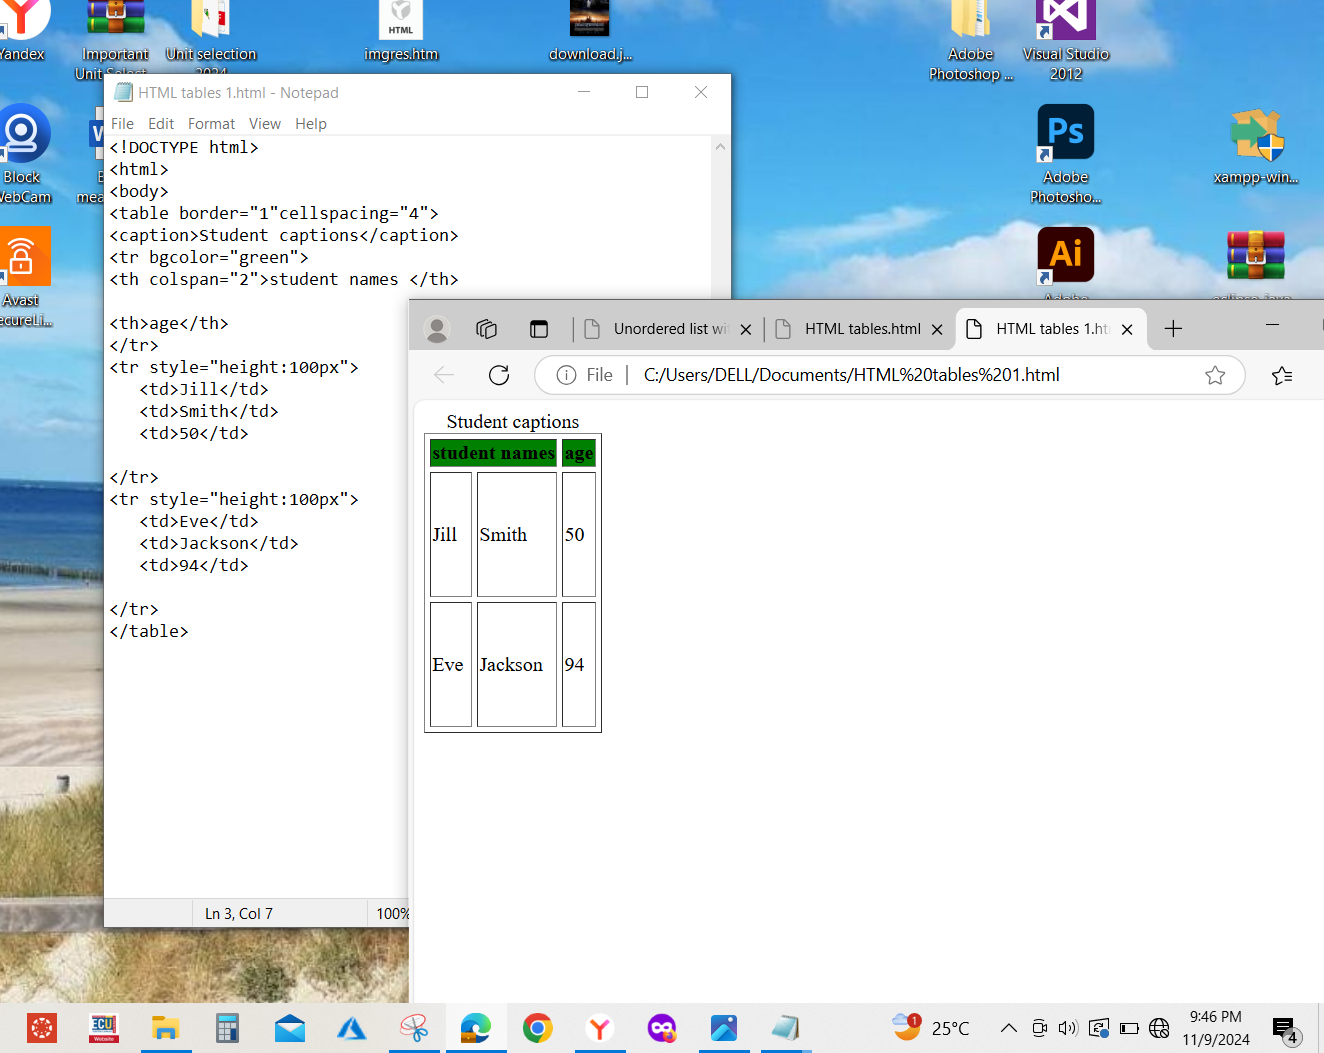 Yandex
Important
Unit Select...
Unit selection
2024
imgres.htm
HTML
download.j...
Adobe
Photoshop ...
Visual Studio
2012
Block
WebCam
Ps
Adobe
Photosho...
xampp-win...
Ai
Avast
HTML tables 1.html - Notepad
File Edit Format View Help
<!DOCTYPE html>
<html>
<body>
<table border="1"cellspacing="4">
<caption>Student captions</caption>
<tr bgcolor="green">
<th colspan="2">student names </th>
<th>age</th>
</tr>
<tr style="height:100px">
<td>Jill</td>
<td>Smith</td>
<td>50</td>
</tr>
<tr style="height:100px">
<td>Eve</td>
<td>Jackson</td>
<td>94</td>
</tr>
</table>
Ln 3, Col 7
100%
Unordered list wi
HTML tables.html
HTML tables 1.ht
File
C:/Users/DELL/Documents/HTML%20tables%201.html
Student captions
student names age
Jill Smith 50
Eve Jackson 94
ECU
Website
1
25°C
9:46 PM
11/9/2024
4